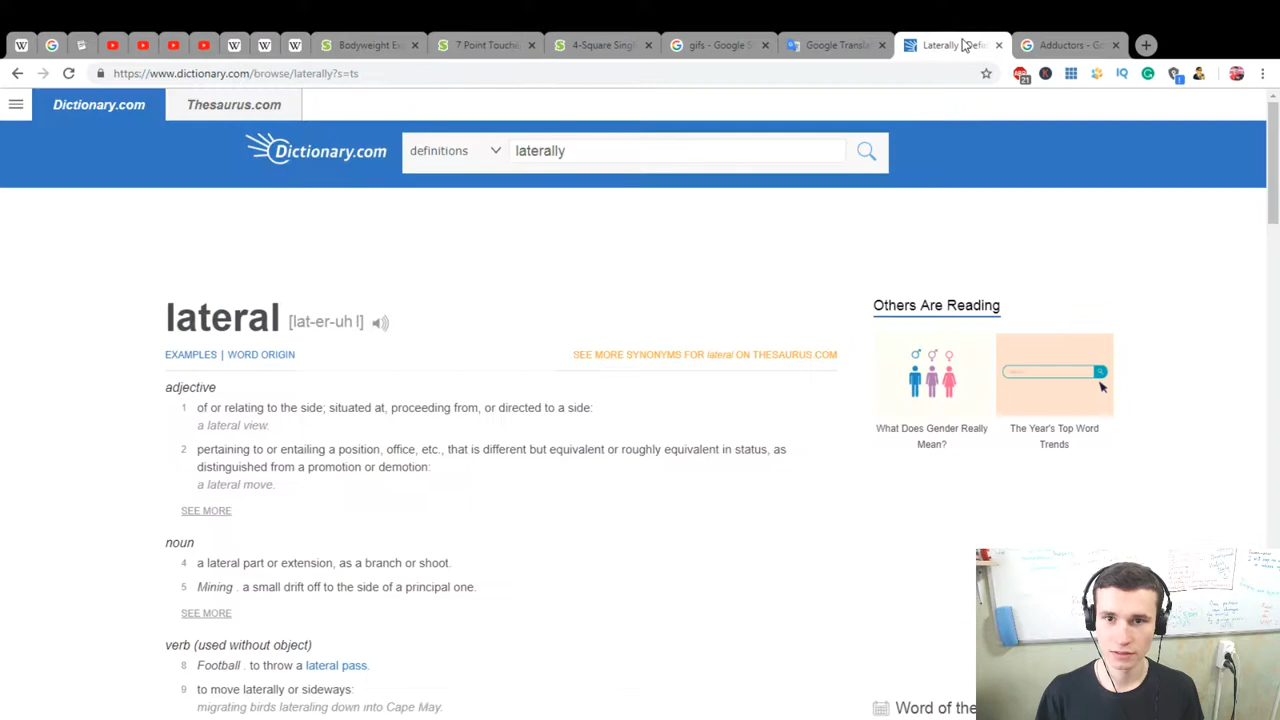 Bodyweight Ex
7 Point Touche
4-Square Singl
gifs - Google S
Google Transla
Laterally Defi
Adductors - Go
https://www.dictionary.com/browse/laterally?s=ts
21
IQ
Dictionary.com
Thesaurus.com
Dictionary.com
definitions
laterally
lateral [lat-er-uh l]
EXAMPLES | WORD ORIGIN
SEE MORE SYNONYMS FOR lateral ON THESAURUS.COM
adjective
1 of or relating to the side; situated at, proceeding from, or directed to a side:
a lateral view.
2 pertaining to or entailing a position, office, etc., that is different but equivalent or roughly equivalent in status, as
distinguished from a promotion or demotion:
a lateral move.
SEE MORE
noun
4 a lateral part or extension, as a branch or shoot.
5 Mining . a small drift off to the side of a principal one.
SEE MORE
verb (used without object)
8 Football . to throw a lateral pass.
9 to move laterally or sideways:
migrating birds lateraling down into Cape May.
Others Are Reading
What Does Gender Really
Mean?
The Year's Top Word
Trends
Word of the